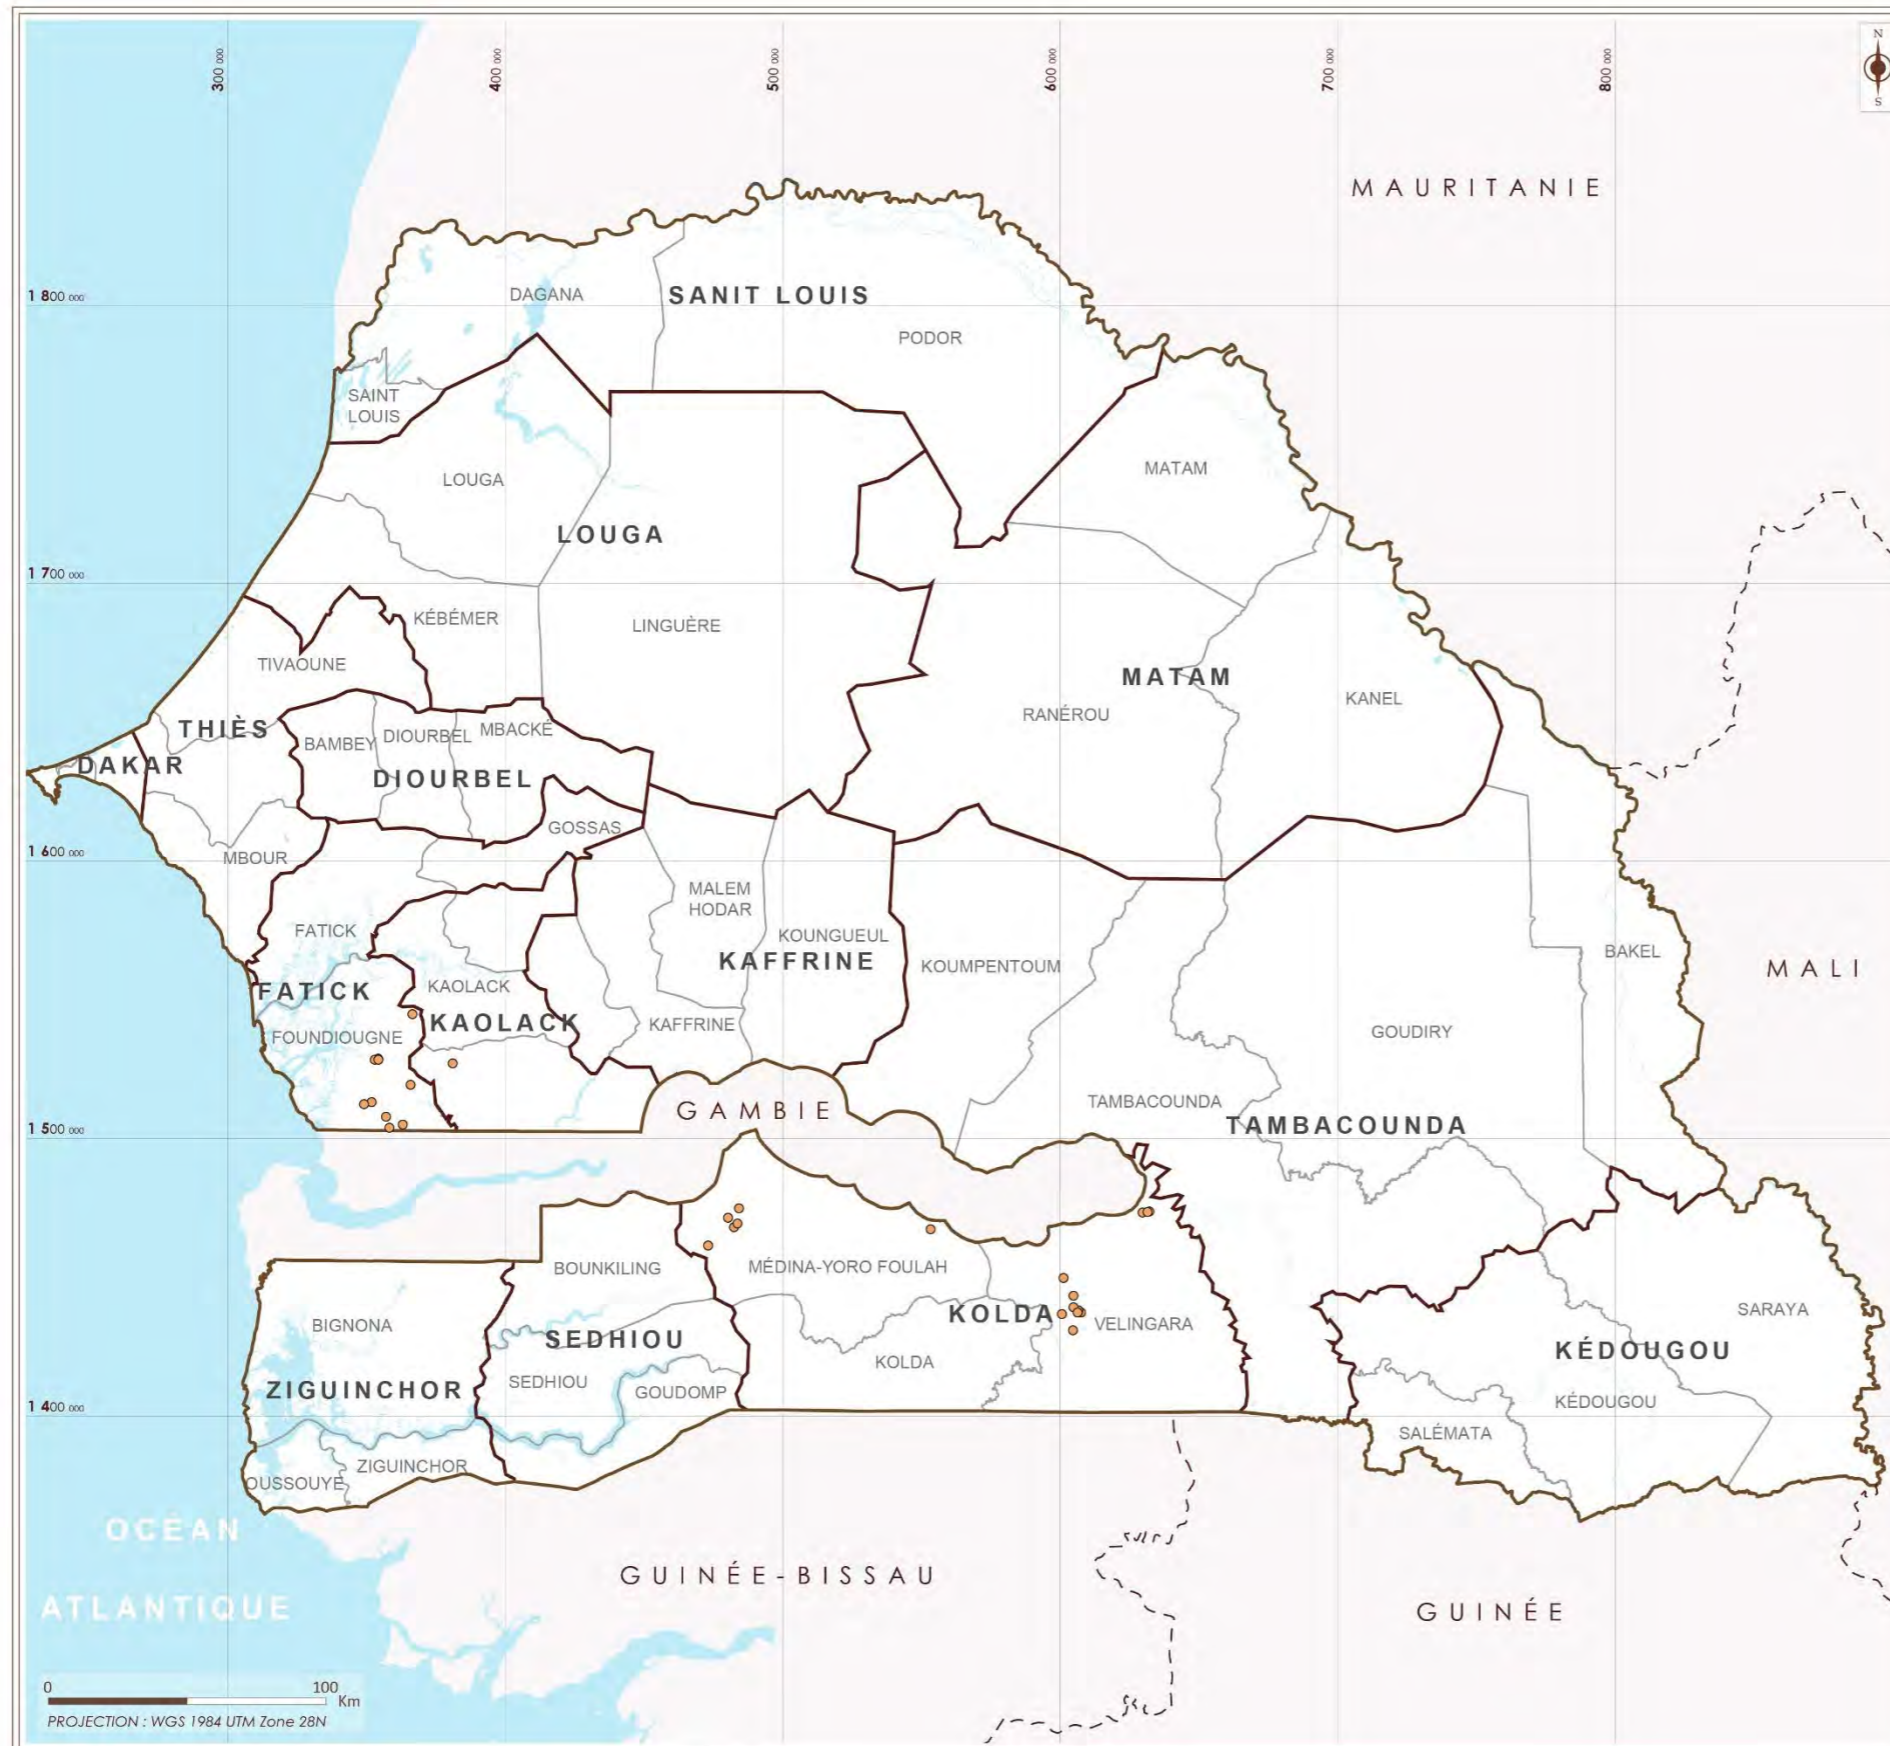 300 000
400 000
500 000
600 000
700 000
800 000
N
S
MAURITANIE
1 800 000
DAGANA
SANIT LOUIS
PODOR
SAINT
LOUIS
MATAM
LOUGA
LOUGA
1 700 000
KÉBÉMER
LINGUÈRE
TIVAOUNE
MATAM
KANEL
RANÉROU
THIÈS
BAMBEY
DIOURBEL
MBACKÉ
DAKAR
DIOURBEL
GOSSAS
1 600 000
MBOUR
MALEM
HODAR
FATICK
KOUNGUEUL
BAKEL
KAFFRINE
KOUMPENTOUM
MALI
FATICK
KAOLACK
KAOLACK
KAFFRINE
GOUDIRY
FOUNDIOUGNE
TAMBACOUNDA
GAMBIE
TAMBACOUNDA
1 500 000
BOUNKILING
MÉDINA-YORO FOULAH
SARAYA
KOLDA
VELINGARA
BIGNONA
SEDHIOU
KÉDOUGOU
KOLDA
SEDHIOU
ZIGUINCHOR
GOUDOMP
KÉDOUGOU
1 400 000
SALÉMATA
ZIGUINCHOR
OUSSOUYE
OCÉAN
ATLANTIQUE
GUINÉE-BISSAU
GUINÉE
0
100
Km
PROJECTION : WGS 1984 UTM Zone 28N